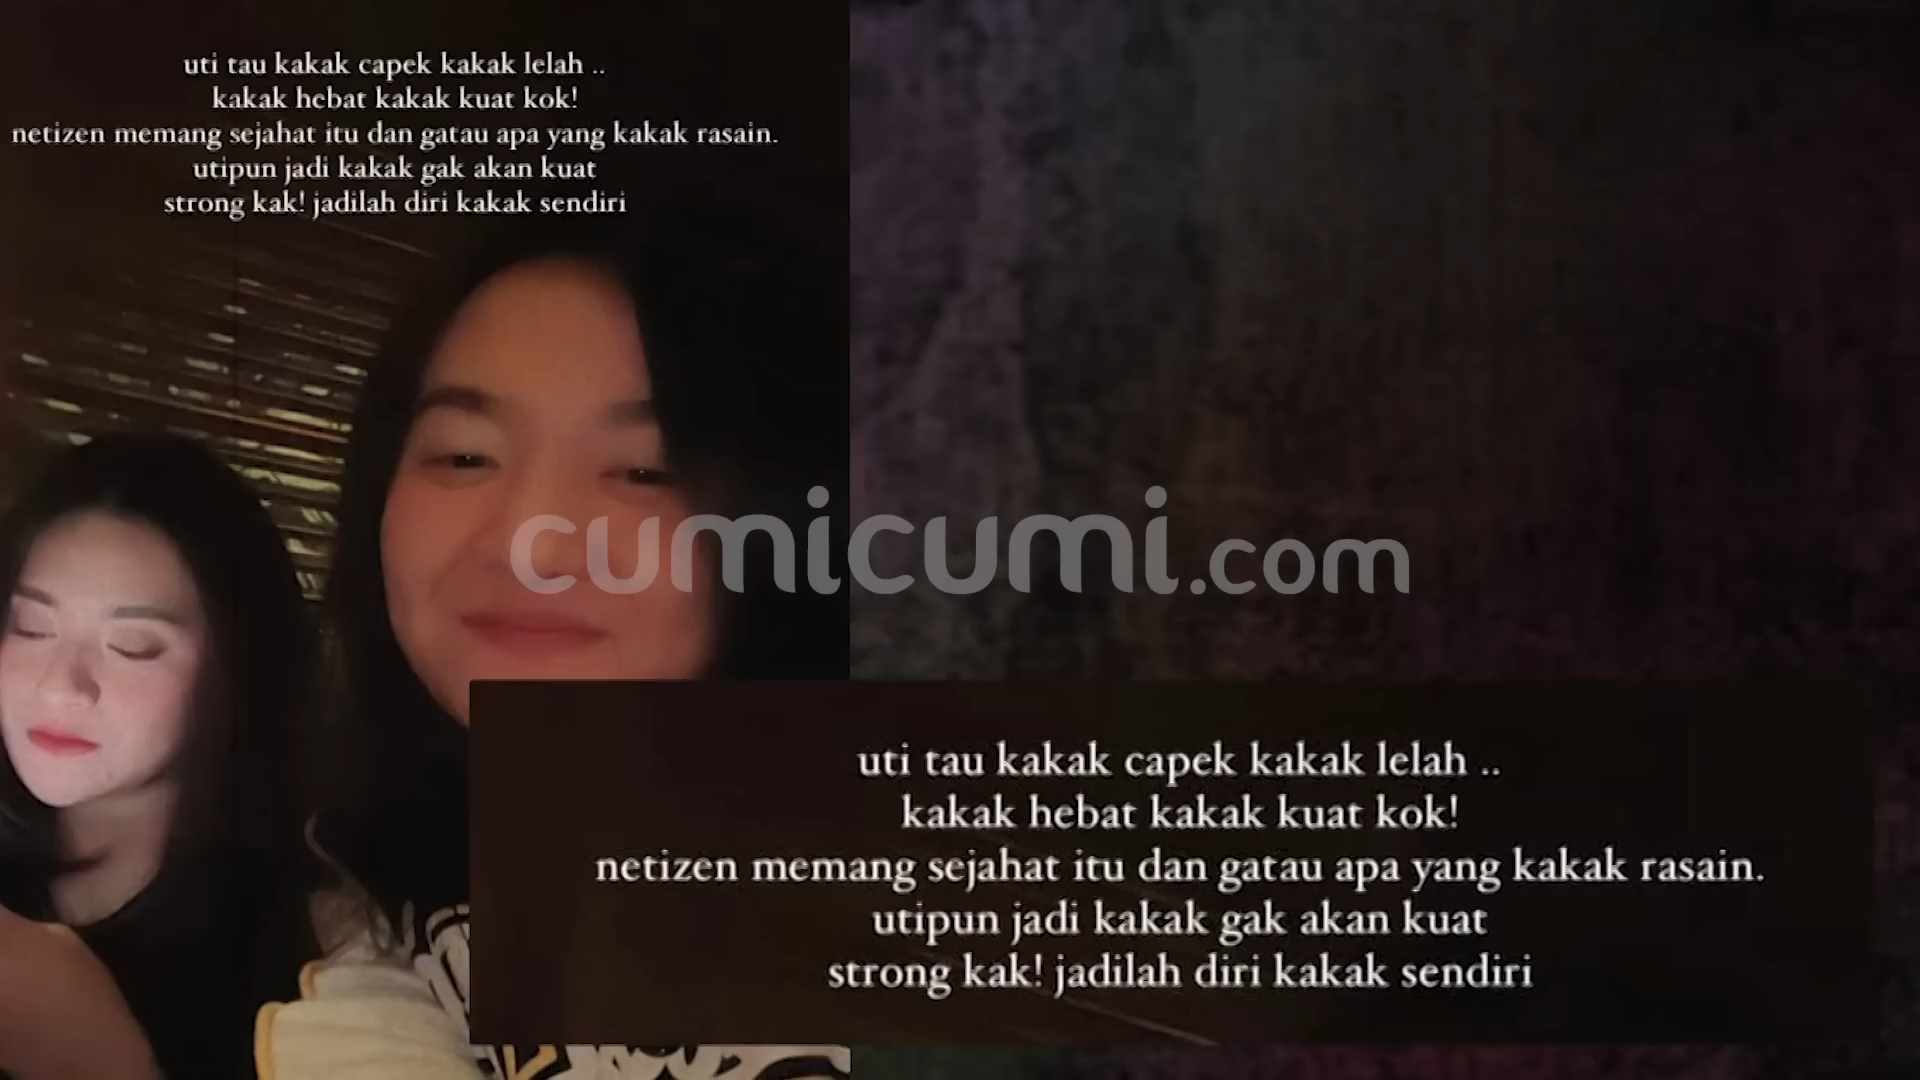 uti tau kakak capek kakak lelah ..
kakak hebat kakak kuat kok!
netizen memang sejahat itu dan gatau apa yang kakak rasain.
utipun jadi kakak gak akan kuat
strong kak! jadilah diri kakak sendiri
cumicumi.com
uti tau kakak capek kakak lelah ..
kakak hebat kakak kuat kok!
netizen memang sejahat itu dan gatau apa yang kakak rasain.
utipun jadi kakak gak akan kuat
strong kak! jadilah diri kakak sendiri